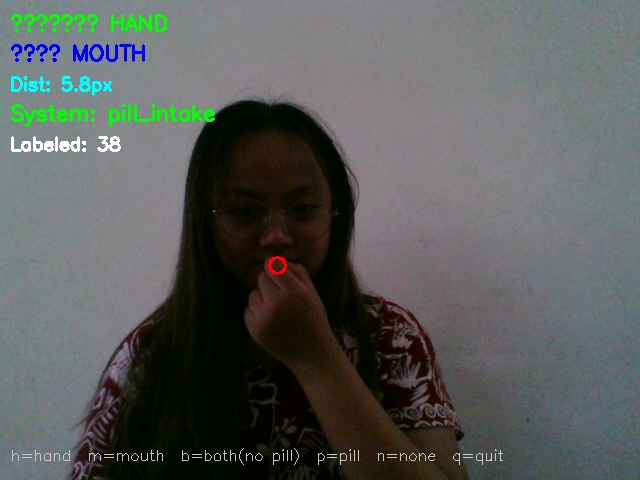 ??????? HAND
???? MOUTH
Dist: 5.8px
System: pill_intake
Labeled: 38
h=hand m=mouth b=both(no pill) p=pill n=none q=quit